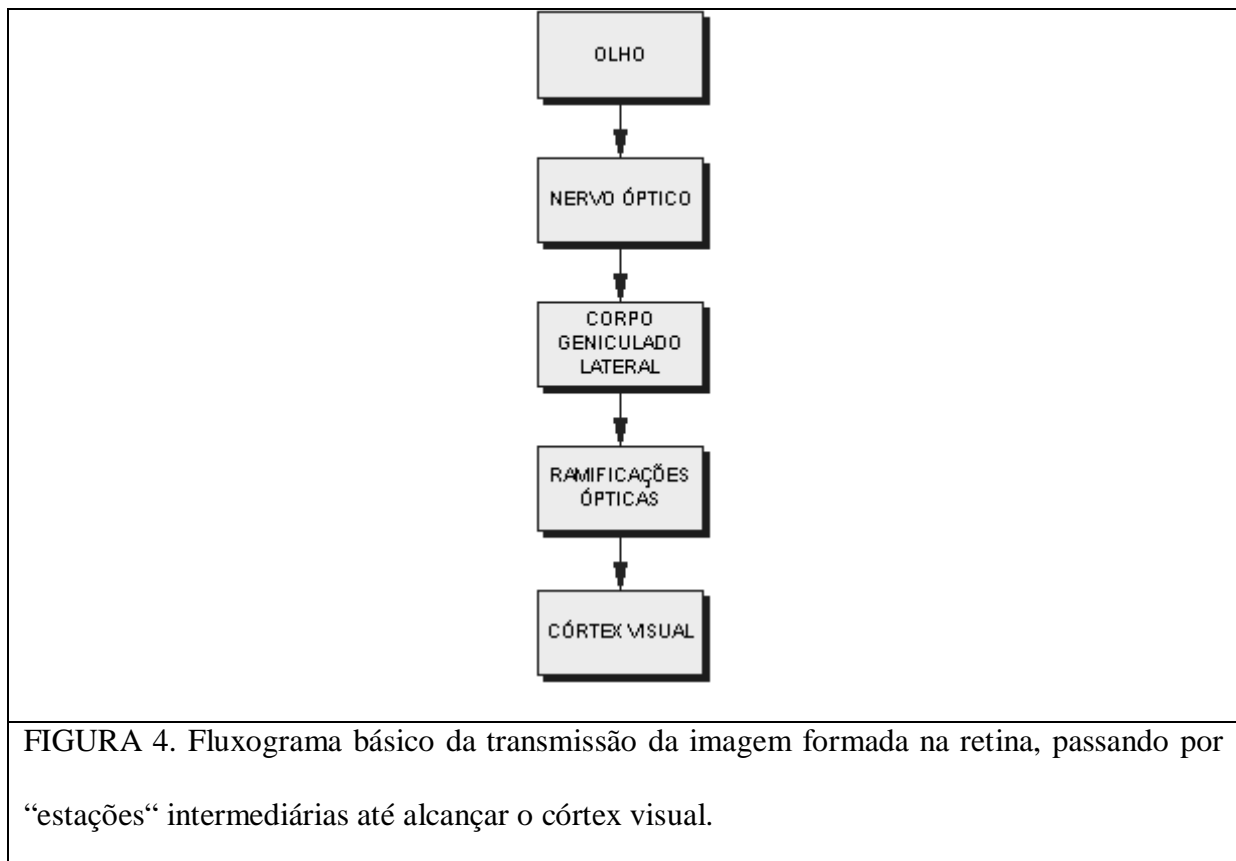 OLHO
NERVO ÓPTICO
CORPO
GENICULADO
LATERAL
RAMIFICAÇÕES
ÓPTICAS
CÓRTEX VISUAL
FIGURA 4. Fluxograma básico da transmissão da imagem formada na retina, passando por
“estações“ intermediárias até alcançar o córtex visual.